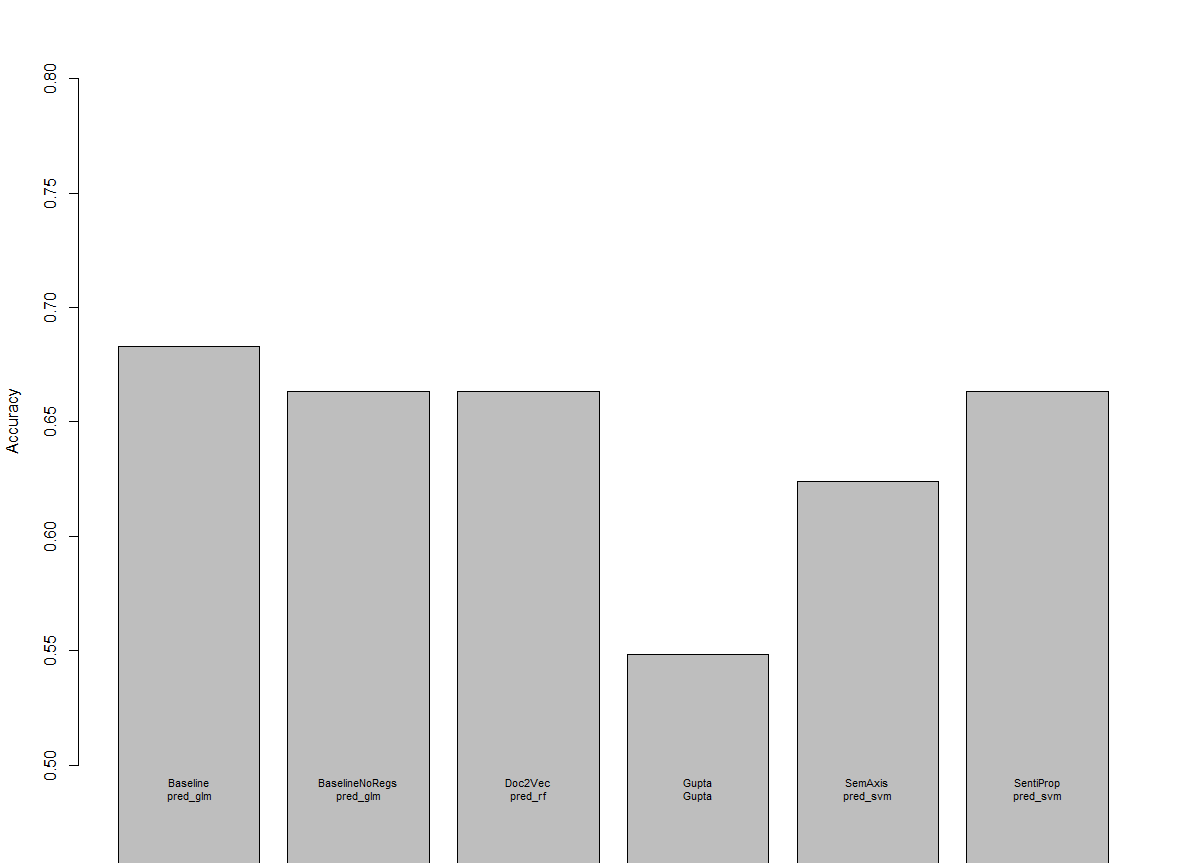 0.80
0.75
0.70
0.65
0.60
0.55
0.50
Accuracy
Baseline
pred_glm
BaselineNoRegs
pred_glm
Doc2Vec
pred_rf
Gupta
Gupta
SemAxis
pred_svm
SentiProp
pred_svm